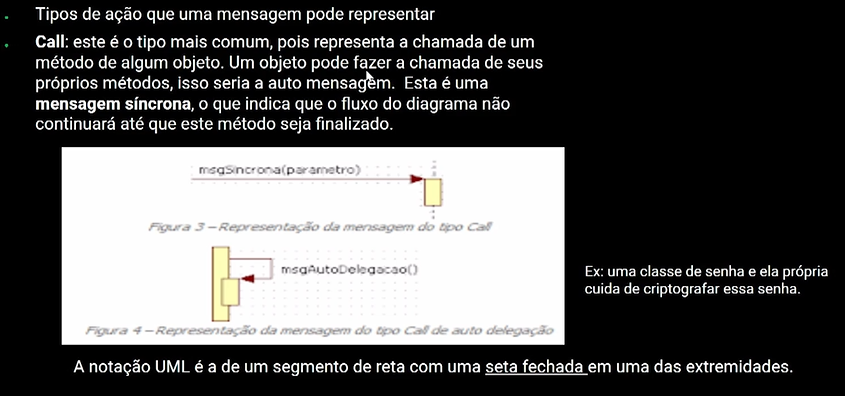 Tipos de ação que uma mensagem pode representar
Call: este é o tipo mais comum, pois representa a chamada de um
método de algum objeto. Um objeto pode fazer a chamada de seus
próprios métodos, isso seria a auto mensagem. Esta é uma
mensagem síncrona, o que indica que o fluxo do diagrama não
continuará até que este método seja finalizado.
msgSincrona(parametro)
Figura 3 – Representação da mensagem do tipo Call
msgAutoDelegacao()
Figura 4 – Representação da mensagem do tipo Call de auto delegação
Ex: uma classe de senha e ela própria
cuida de criptografar essa senha.
A notação UML é a de um segmento de reta com uma seta fechada em uma das extremidades.